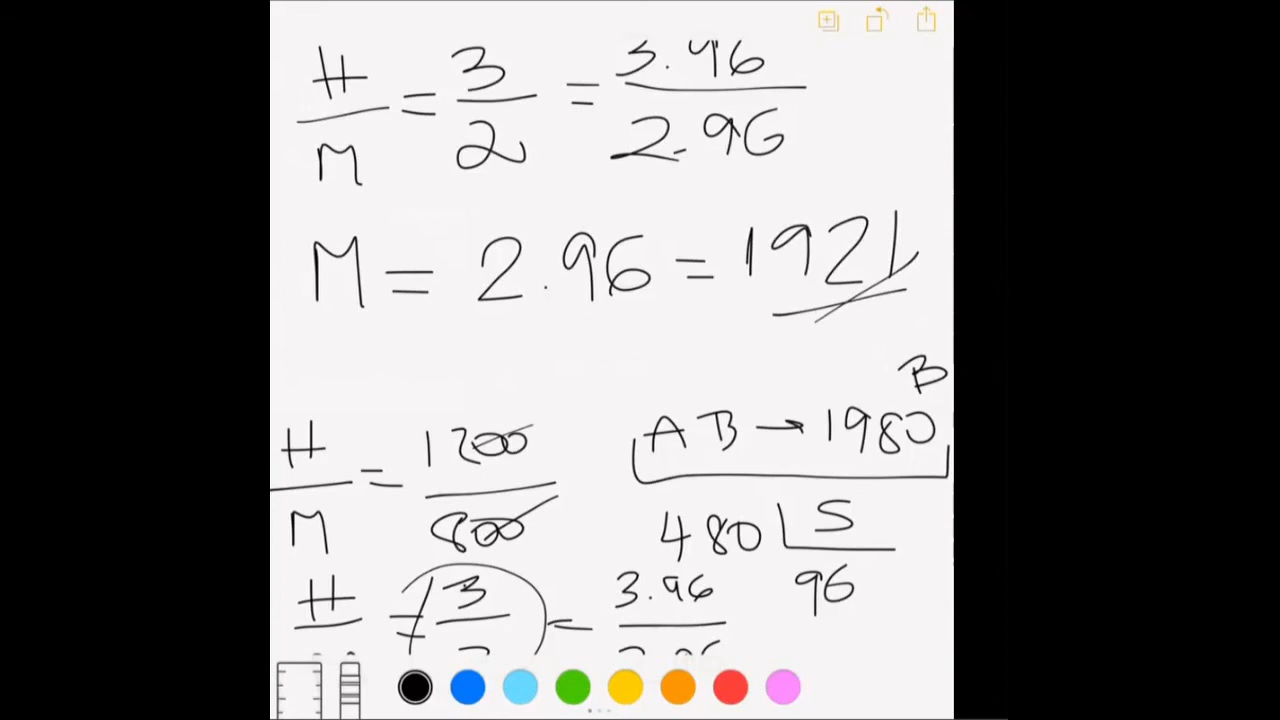 H/M = 3/2 = 3.96/2.96
M = 2.96 = 1921
B
H/M = 1200/800
AB → 1980
480 | 5
96
H = 3 = 3.96